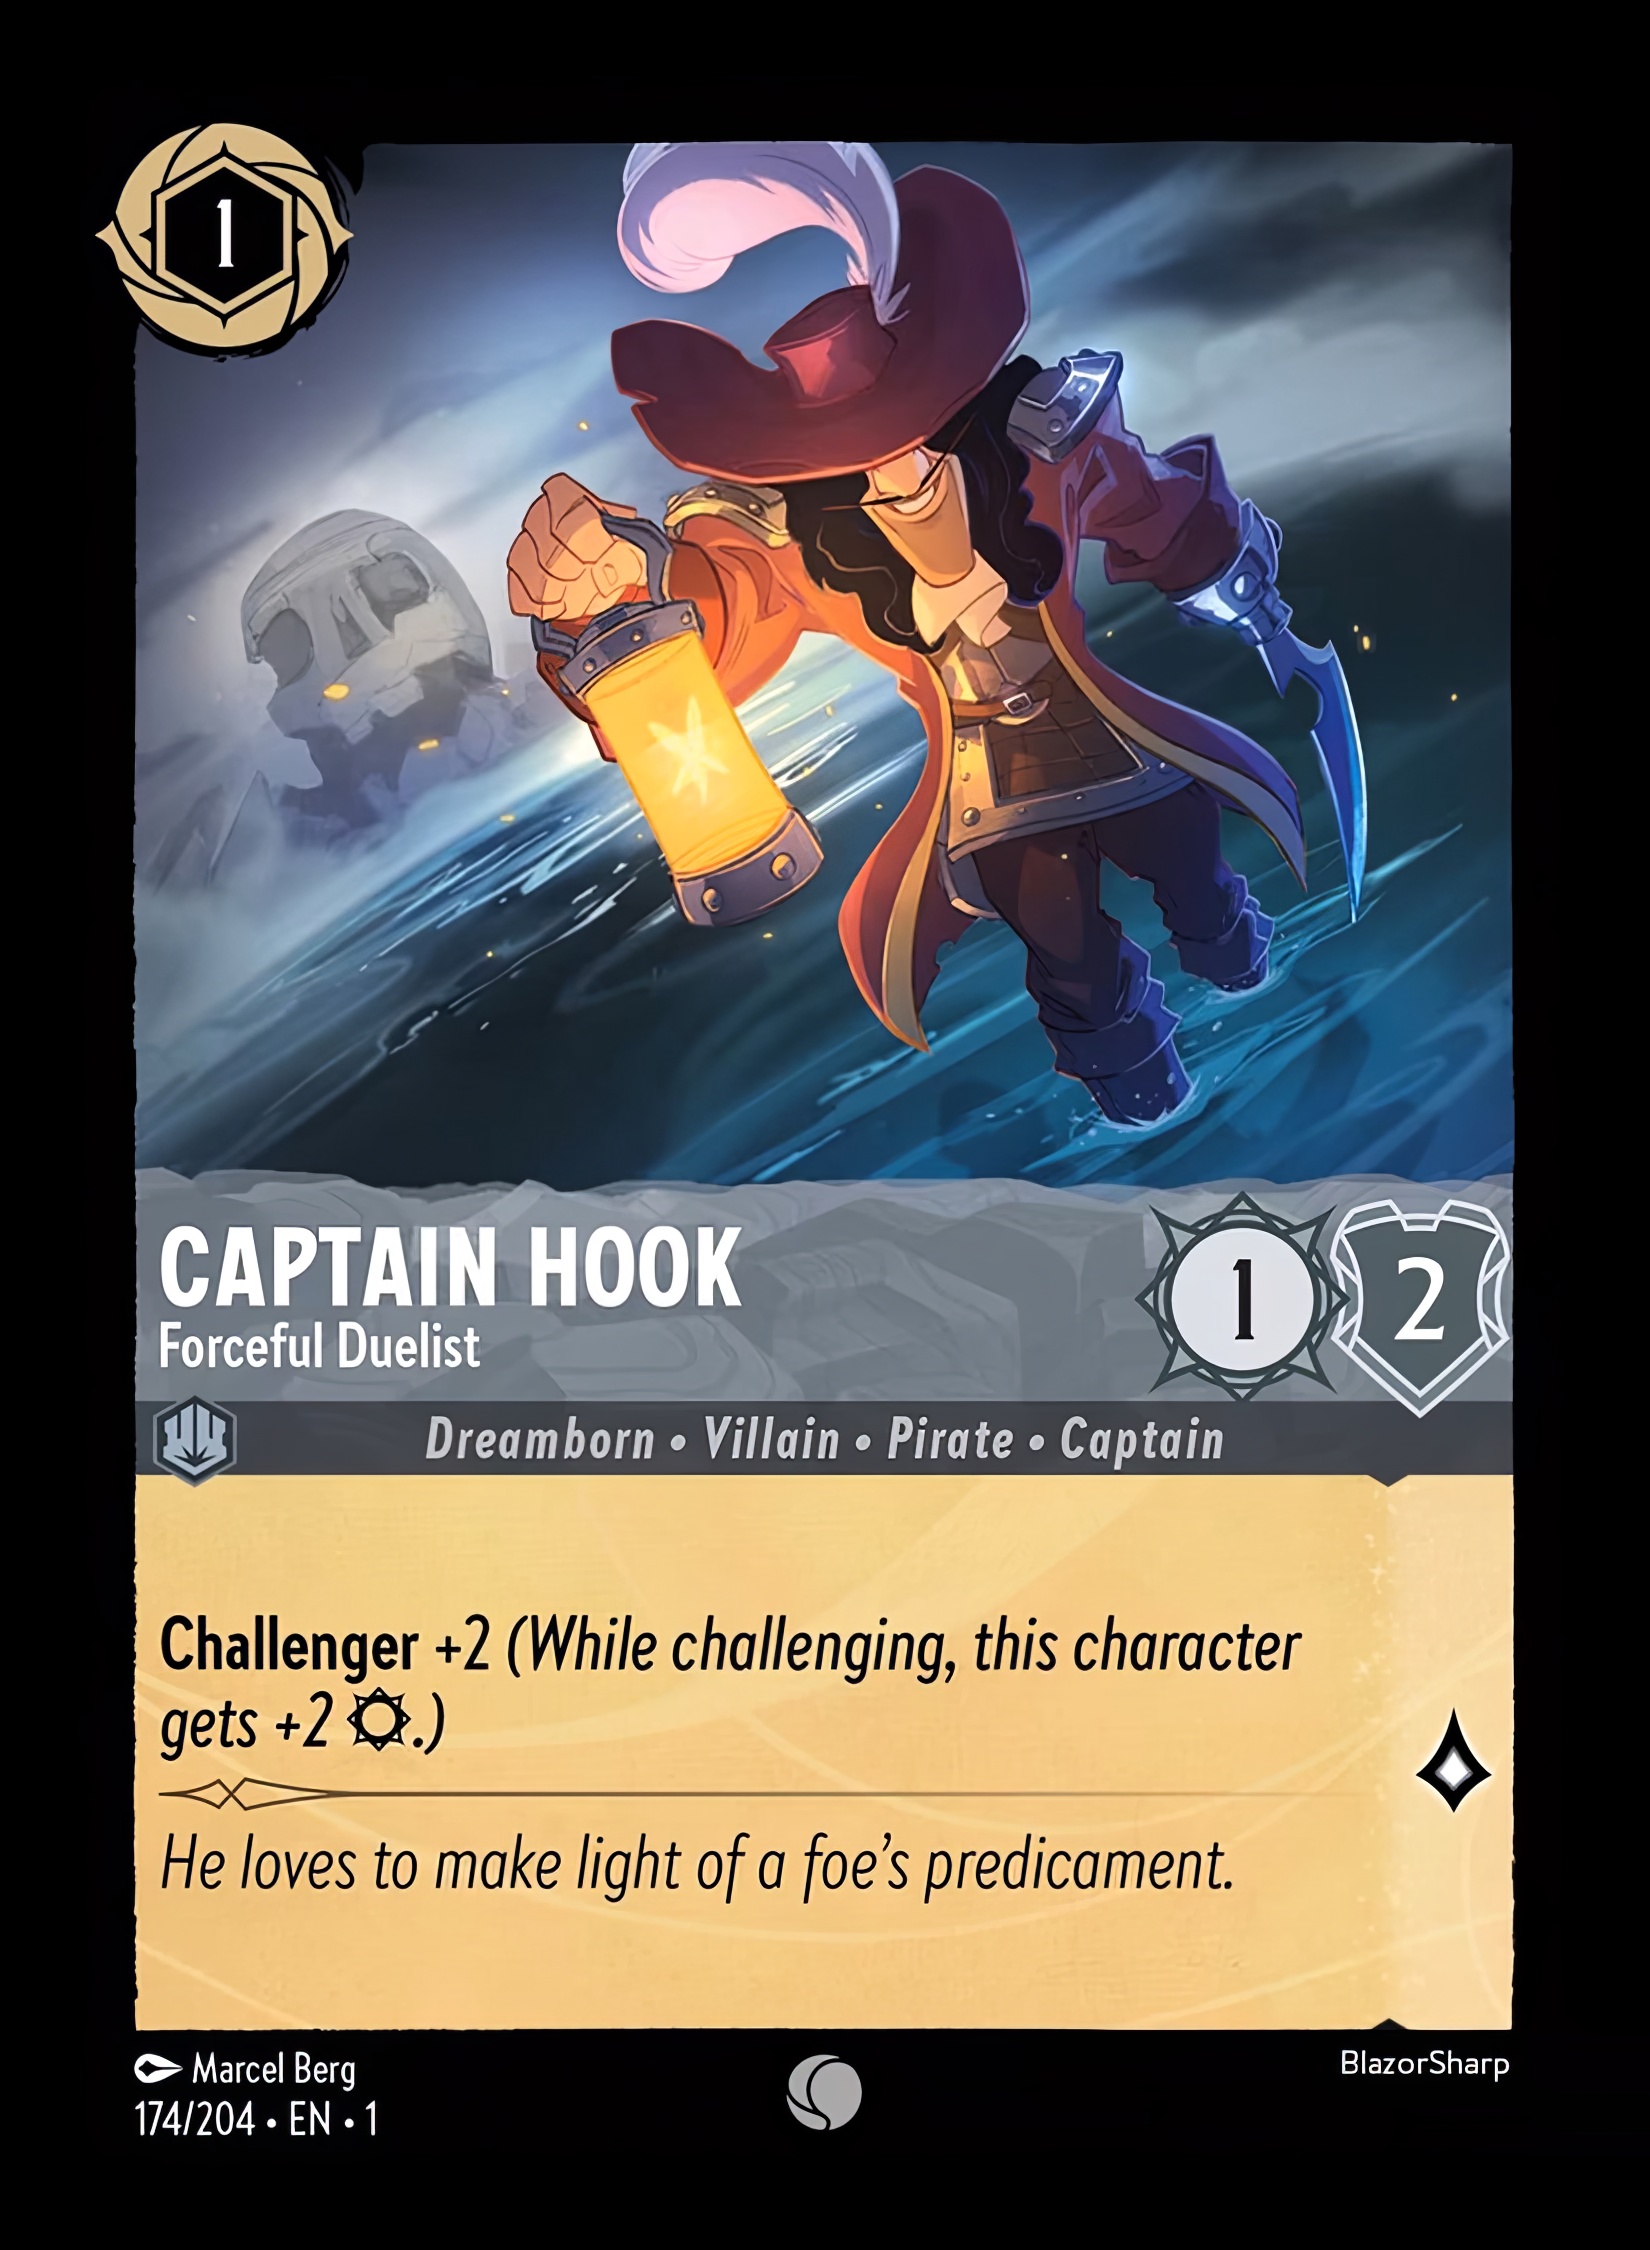 1
CAPTAIN HOOK
Forceful Duelist
1
2
Dreamborn • Villain • Pirate • Captain
Challenger +2 (While challenging, this character
gets +2 .)
He loves to make light of a foe’s predicament.
Marcel Berg
BlazorSharp
174/204 • EN • 1